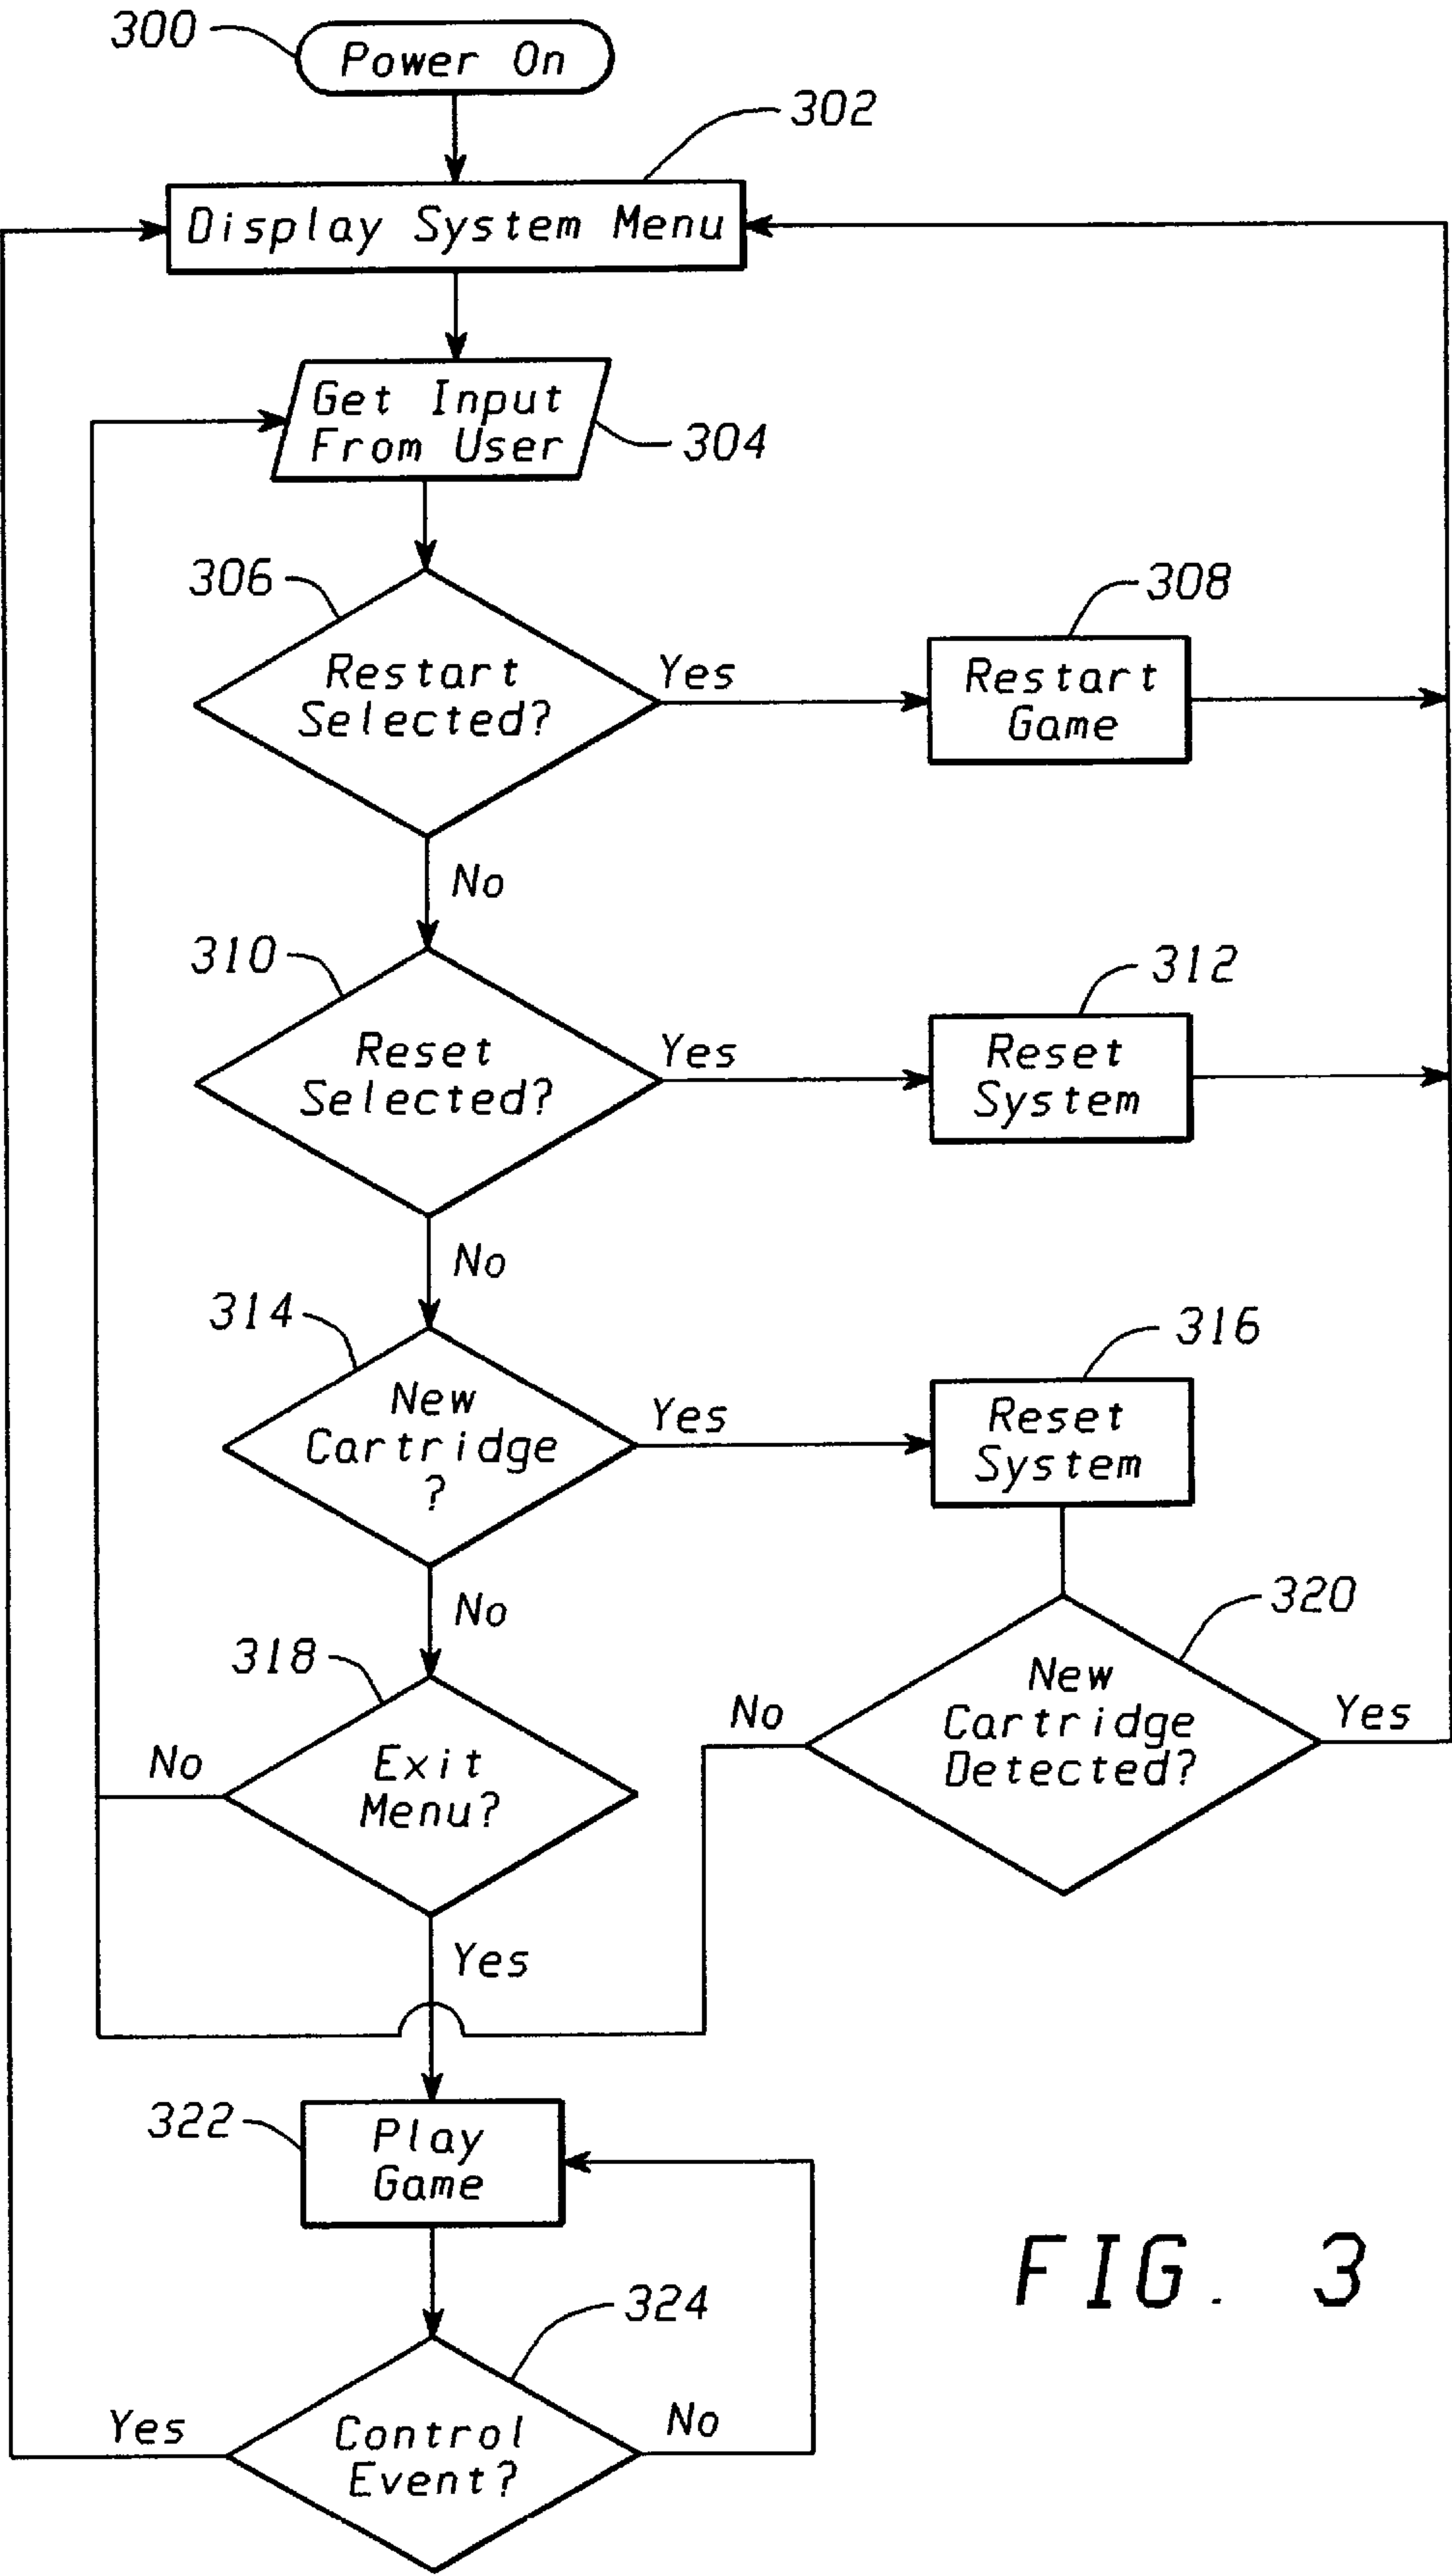 300
Power On
302
Display System Menu
Get Input
From User
304
306
Restart
Selected?
Yes
308
Restart
Game
No
310
Reset
Selected?
Yes
312
Reset
System
No
314
New
Cartridge
?
Yes
316
Reset
System
No
318
Exit
Menu?
No
Yes
320
New
Cartridge
Detected?
No
Yes
322
Play
Game
324
Control
Event?
Yes
No
FIG. 3